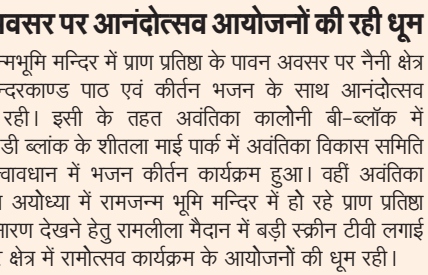 वसर पर आनंदोत्सव आयोजनों की रही धूम
न्मभूमि मन्दिर में प्राण प्रतिष्ठा के पावन अवसर पर नैनी क्षेत्र
न्दरकाण्ड पाठ एवं कीर्तन भजन के साथ आनंदोत्सव
रही। इसी के तहत अवंतिका कालोनी बी-ब्लॉक में
डी ब्लांक के शीतला माई पार्क में अवंतिका विकास समिति
त्वावधान में भजन कीर्तन कार्यक्रम हुआ। वहीं अवंतिका
अयोध्या में रामजन्म भूमि मन्दिर में हो रहे प्राण प्रतिष्ठा
सारण देखने हेतु रामलीला मैदान में बड़ी स्क्रीन टीवी लगाई
क्षेत्र में रामोत्सव कार्यक्रम के आयोजनों की धूम रही।